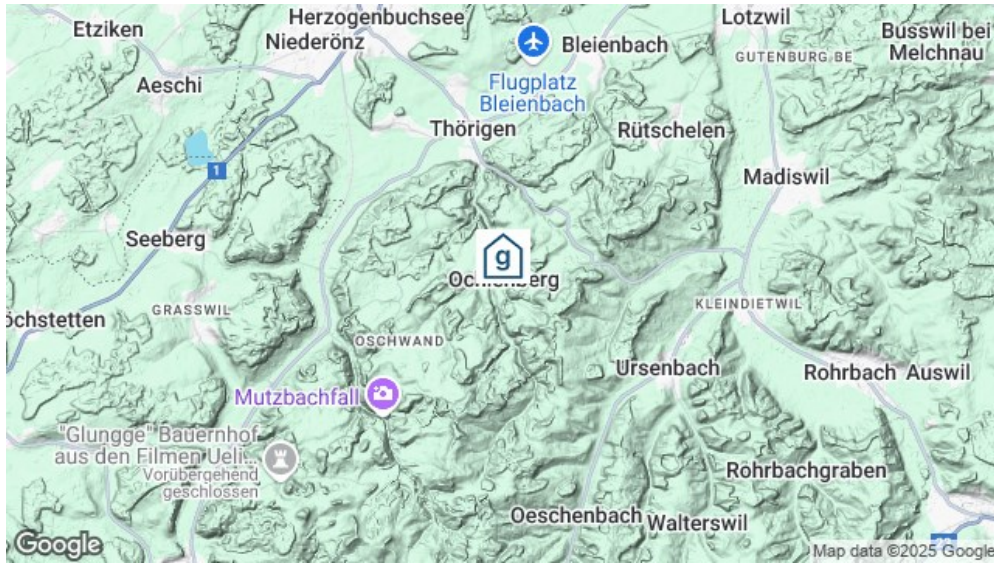 Etziken
Herzogenbuchsee
Niederönz
Bleienbach
Lotzwil
GUTENBURG BE
Busswil bei
Melchnau
Aeschi
Flugplatz
Bleienbach
Thörigen
Rütschelen
1
Madiswil
Seeberg
g
Ochlenberg
öchstetten
GRASSWIL
KLEINDIETWIL
OSCHWAND
Ursenbach
Rohrbach
Auswil
Mutzbachfall
"Glungge" Bauernhof
aus den Filmen Ueli...
Vorübergehend
geschlossen
Rohrbachgraben
Oeschenbach
Walterswil
Google
Map data ©2025 Google